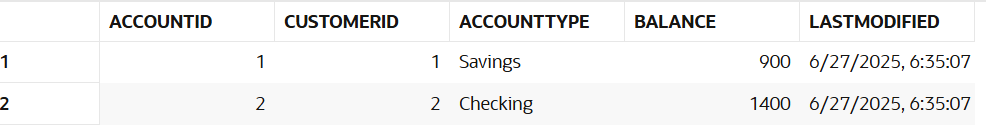 ACCOUNTID CUSTOMERID ACCOUNTTYPE BALANCE LASTMODIFIED
1 1 1 Savings 900 6/27/2025, 6:35:07
2 2 2 Checking 1400 6/27/2025, 6:35:07